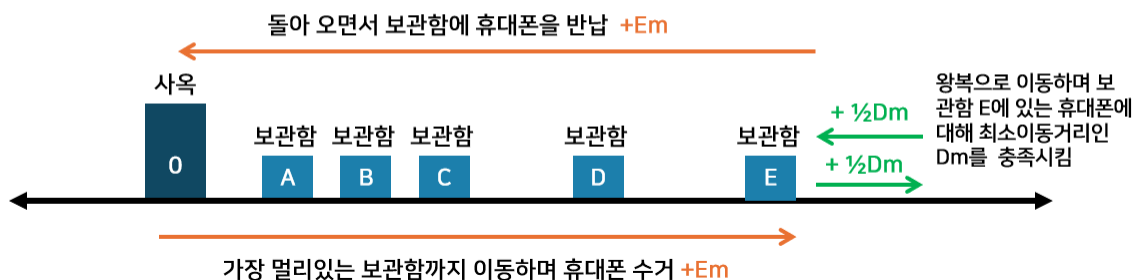 돌아 오면서 보관함에 휴대폰을 반납 +Em
사옥
0
보관함
A
보관함
B
보관함
C
보관함
D
보관함
E
+ ½Dm
+ ½Dm
왕복으로 이동하며 보
관함 E에 있는 휴대폰에
대해 최소이동거리인
Dm를 충족시킴
가장 멀리있는 보관함까지 이동하며 휴대폰 수거 +Em